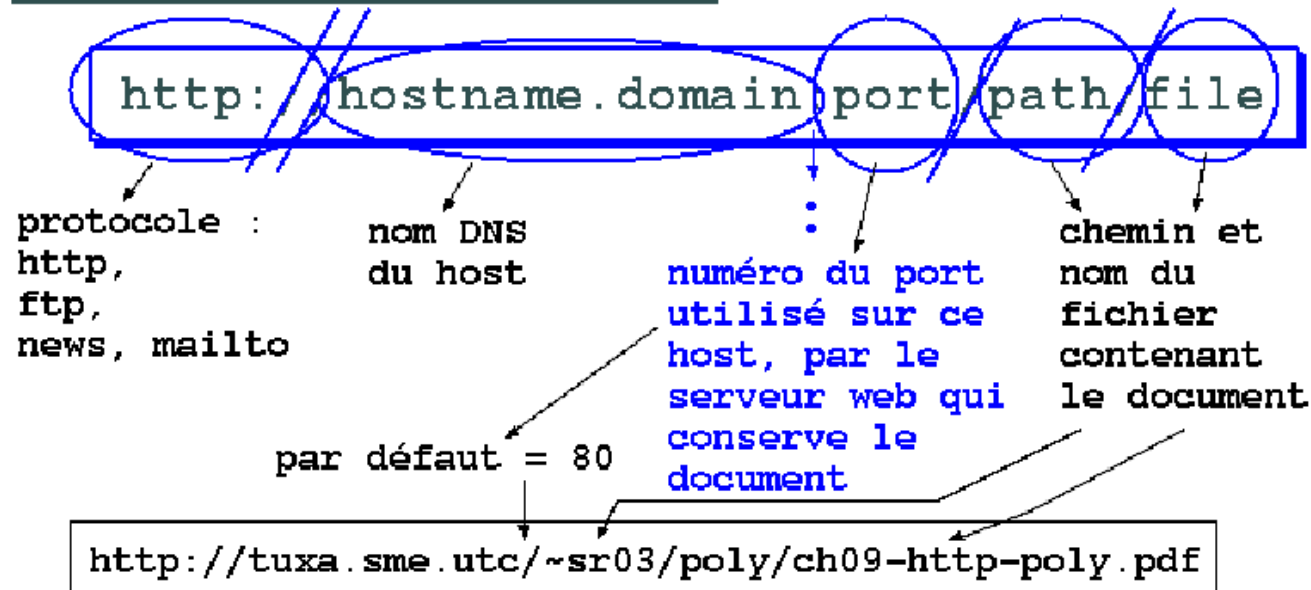 http://hostname.domain:port/path/file
protocole :
http,
ftp,
news, mailto
nom DNS
du host
:
numéro du port
utilisé sur ce
host, par le
serveur web qui
conserve le
document
chemin et
nom du
fichier
contenant
le document
par défaut = 80
http://tuxa.sme.utc/~sr03/poly/ch09-http-poly.pdf